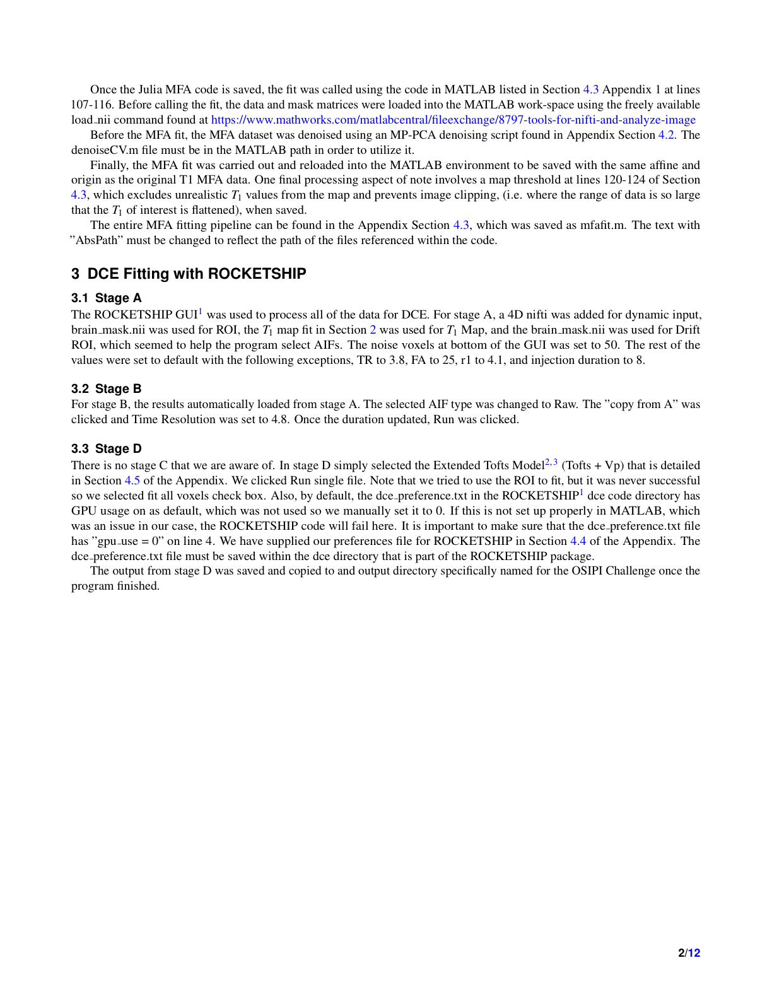 Once the Julia MFA code is saved, the fit was called using the code in MATLAB listed in Section 4.3 Appendix 1 at lines
107-116. Before calling the fit, the data and mask matrices were loaded into the MATLAB work-space using the freely available
load_nii command found at https://www.mathworks.com/matlabcentral/fileexchange/8797-tools-for-nifti-and-analyze-image
Before the MFA fit, the MFA dataset was denoised using an MP-PCA denoising script found in Appendix Section 4.2. The
denoiseCV.m file must be in the MATLAB path in order to utilize it.
Finally, the MFA fit was carried out and reloaded into the MATLAB environment to be saved with the same affine and
origin as the original T1 MFA data. One final processing aspect of note involves a map threshold at lines 120-124 of Section
4.3, which excludes unrealistic T1 values from the map and prevents image clipping, (i.e. where the range of data is so large
that the T1 of interest is flattened), when saved.
The entire MFA fitting pipeline can be found in the Appendix Section 4.3, which was saved as mfafit.m. The text with
”AbsPath” must be changed to reflect the path of the files referenced within the code.
3 DCE Fitting with ROCKETSHIP
3.1 Stage A
The ROCKETSHIP GUI1 was used to process all of the data for DCE. For stage A, a 4D nifti was added for dynamic input,
brain_mask.nii was used for ROI, the T1 map fit in Section 2 was used for T1 Map, and the brain_mask.nii was used for Drift
ROI, which seemed to help the program select AIFs. The noise voxels at bottom of the GUI was set to 50. The rest of the
values were set to default with the following exceptions, TR to 3.8, FA to 25, r1 to 4.1, and injection duration to 8.
3.2 Stage B
For stage B, the results automatically loaded from stage A. The selected AIF type was changed to Raw. The ”copy from A” was
clicked and Time Resolution was set to 4.8. Once the duration updated, Run was clicked.
3.3 Stage D
There is no stage C that we are aware of. In stage D simply selected the Extended Tofts Model2,3 (Tofts + Vp) that is detailed
in Section 4.5 of the Appendix. We clicked Run single file. Note that we tried to use the ROI to fit, but it was never successful
so we selected fit all voxels check box. Also, by default, the dce_preference.txt in the ROCKETSHIP1 dce code directory has
GPU usage on as default, which was not used so we manually set it to 0. If this is not set up properly in MATLAB, which
was an issue in our case, the ROCKETSHIP code will fail here. It is important to make sure that the dce_preference.txt file
has ”gpu_use = 0” on line 4. We have supplied our preferences file for ROCKETSHIP in Section 4.4 of the Appendix. The
dce_preference.txt file must be saved within the dce directory that is part of the ROCKETSHIP package.
The output from stage D was saved and copied to and output directory specifically named for the OSIPI Challenge once the
program finished.
2/12